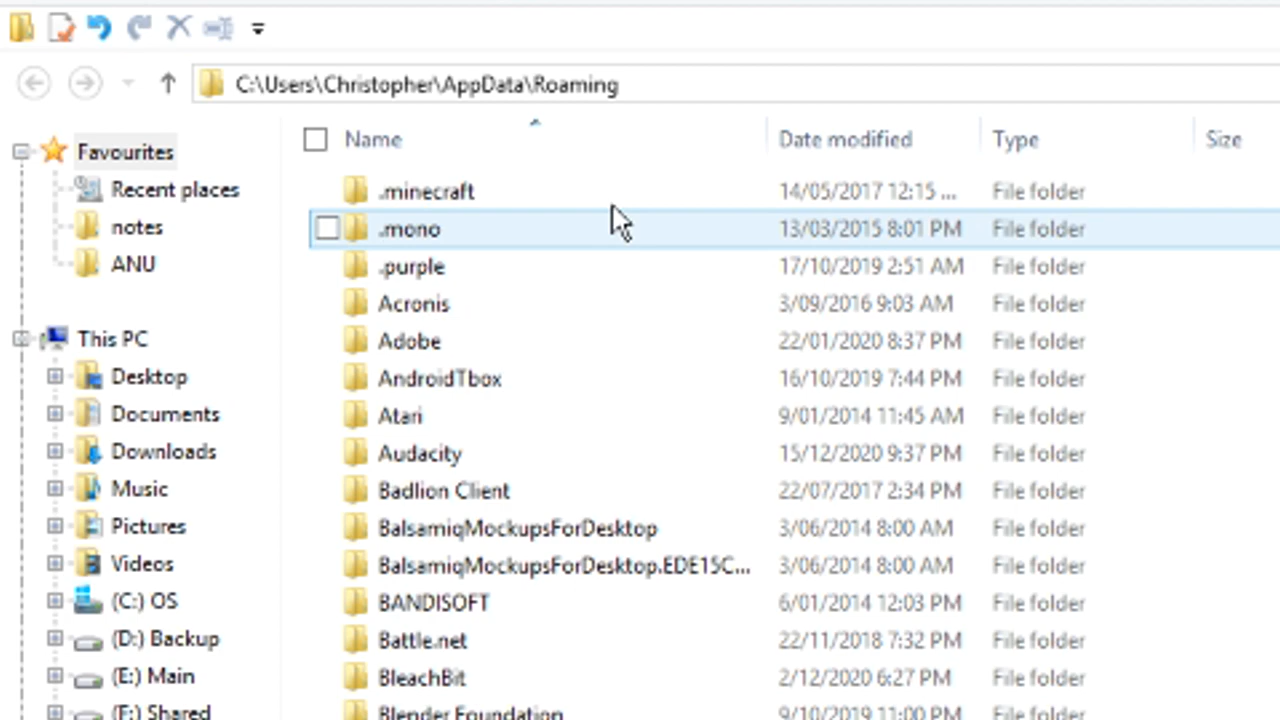 C:\Users\Christopher\AppData\Roaming
Name Date modified Type Size
Favourites
Recent places
notes
ANU
This PC
Desktop
Documents
Downloads
Music
Pictures
Videos
(C:) OS
(D:) Backup
(E:) Main
(F:) Shared
.minecraft 14/05/2017 12:15 ... File folder
.mono 13/03/2015 8:01 PM File folder
.purple 17/10/2019 2:51 AM File folder
Acronis 3/09/2016 9:03 AM File folder
Adobe 22/01/2020 8:37 PM File folder
AndroidTbox 16/10/2019 7:44 PM File folder
Atari 9/01/2014 11:45 AM File folder
Audacity 15/12/2020 9:37 PM File folder
Badlion Client 22/07/2017 2:34 PM File folder
BalsamiqMockupsForDesktop 3/06/2014 8:00 AM File folder
BalsamiqMockupsForDesktop.EDE15C... 3/06/2014 8:00 AM File folder
BANDISOFT 6/01/2014 12:03 PM File folder
Battle.net 22/11/2018 7:32 PM File folder
BleachBit 2/12/2020 6:27 PM File folder
Blender Foundation 9/10/2019 11:00 PM File folder